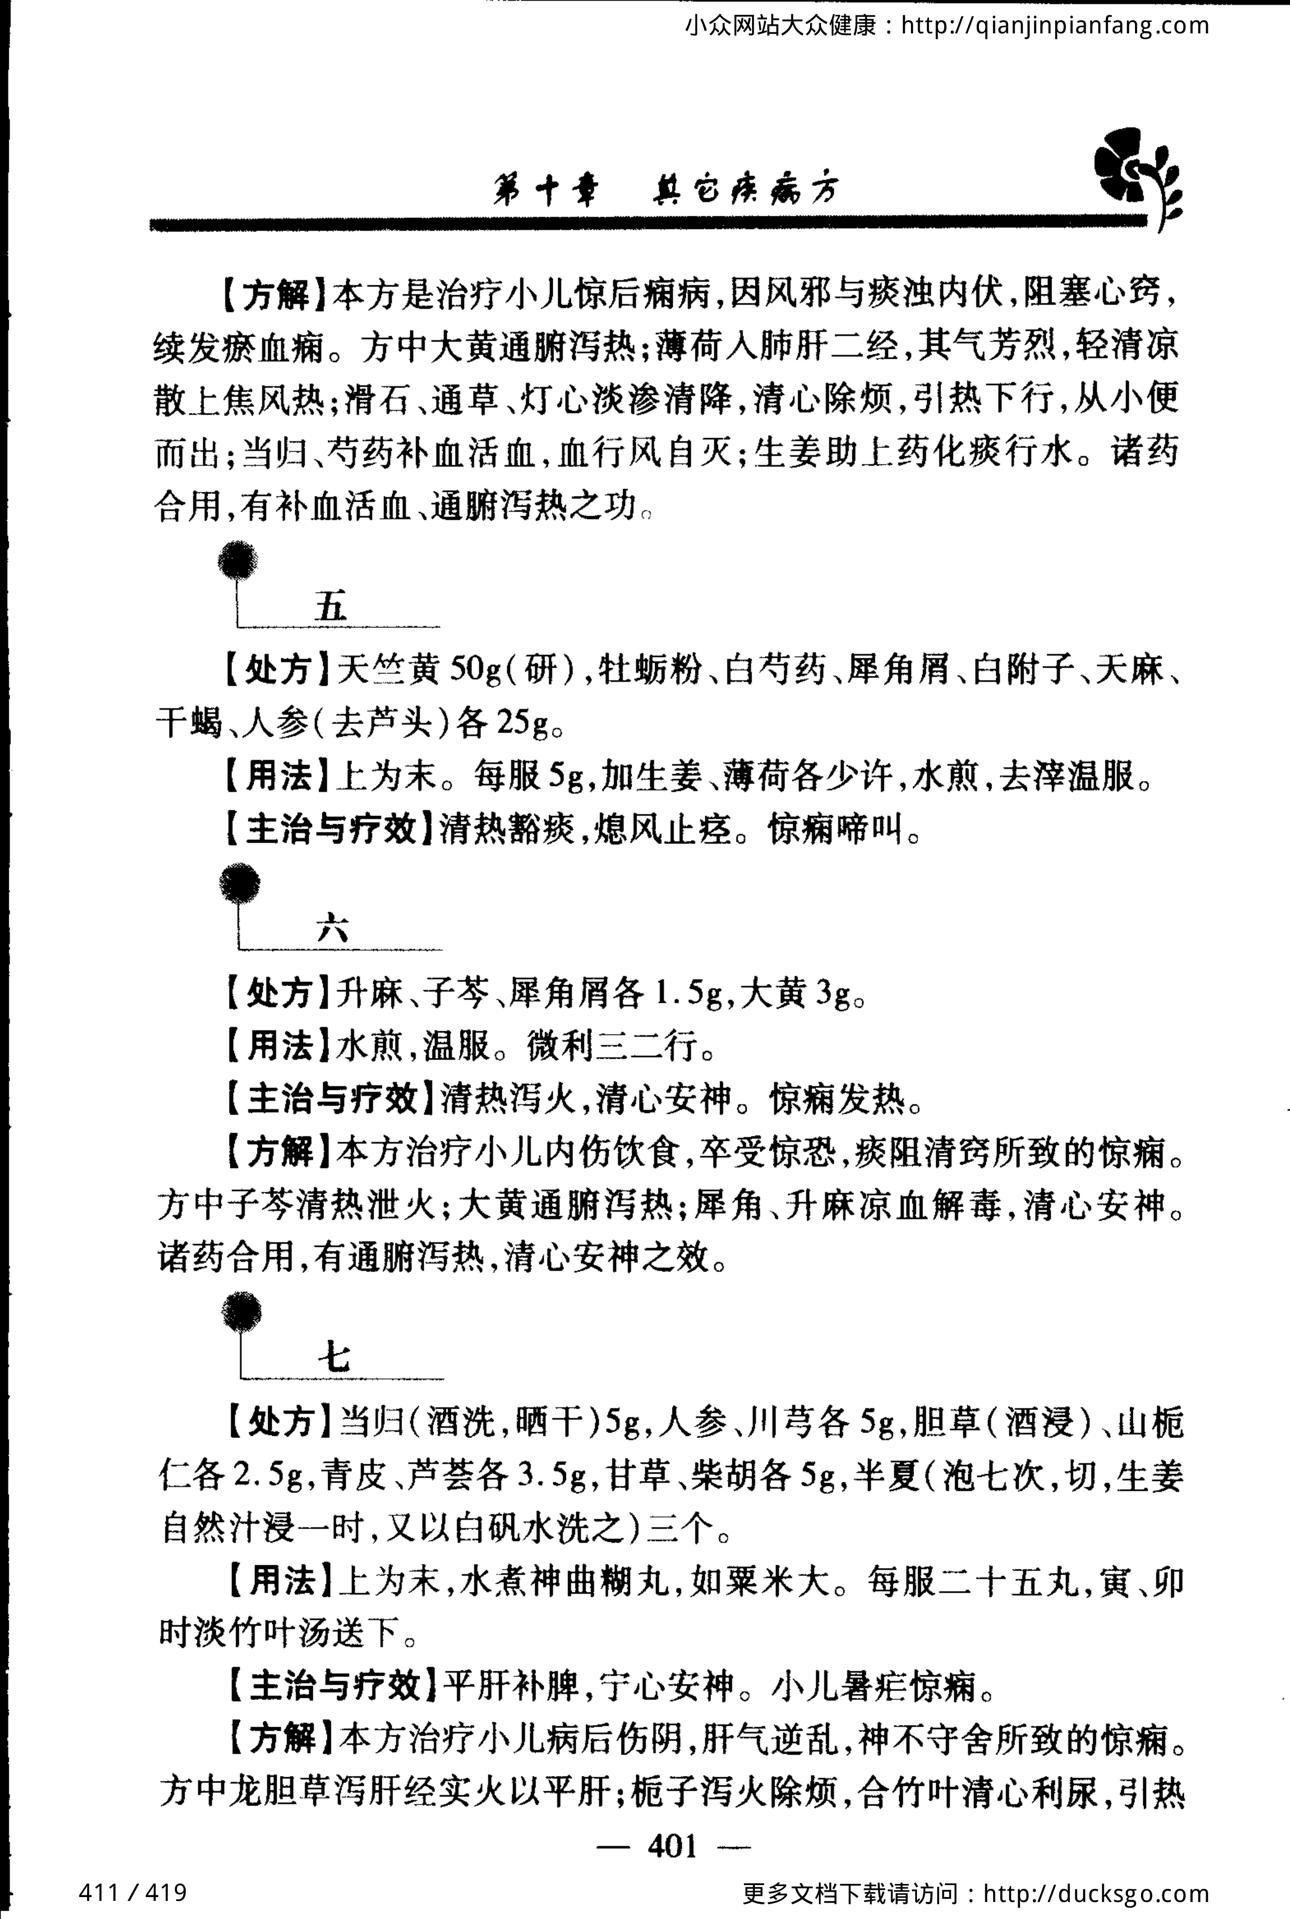 小众网站大众健康：http://qianjinpianfang.com
第十章 其它疾病方
【方解】本方是治疗小儿惊后痫病,因风邪与痰浊内伏,阻塞心窍,
续发瘀血痫。方中大黄通腑泻热;薄荷入肺肝二经,其气芳烈,轻清凉
散上焦风热;滑石、通草、灯心淡渗清降,清心除烦,引热下行,从小便
而出;当归、芍药补血活血,血行风自灭;生姜助上药化痰行水。诸药
合用,有补血活血、通腑泻热之功。
五
【处方】天竺黄 50g(研),牡蛎粉、白芍药、犀角屑、白附子、天麻、
干蝎、人参(去芦头)各 25g。
【用法】上为末。每服 5g,加生姜、薄荷各少许,水煎,去滓温服。
【主治与疗效】清热豁痰,熄风止痉。惊痫啼叫。
六
【处方】升麻、子芩、犀角屑各 1.5g,大黄 3g。
【用法】水煎,温服。微利三二行。
【主治与疗效】清热泻火,清心安神。惊痫发热。
【方解】本方治疗小儿内伤饮食,卒受惊恐,痰阻清窍所致的惊痫。
方中子芩清热泄火;大黄通腑泻热;犀角、升麻凉血解毒,清心安神。
诸药合用,有通腑泻热,清心安神之效。
七
【处方】当归(酒洗,晒干)5g,人参、川芎各 5g,胆草(酒浸)、山栀
仁各 2.5g,青皮、芦荟各 3.5g,甘草、柴胡各 5g,半夏(泡七次,切,生姜
自然汁浸一时,又以白矾水洗之)三个。
【用法】上为末,水煮神曲糊丸,如粟米大。每服二十五丸,寅、卯
时淡竹叶汤送下。
【主治与疗效】平肝补脾,宁心安神。小儿暑疟惊痫。
【方解】本方治疗小儿病后伤阴,肝气逆乱,神不守舍所致的惊痫。
方中龙胆草泻肝经实火以平肝;栀子泻火除烦,合竹叶清心利尿,引热
— 401 —
411 / 419
更多文档下载请访问：http://ducksgo.com